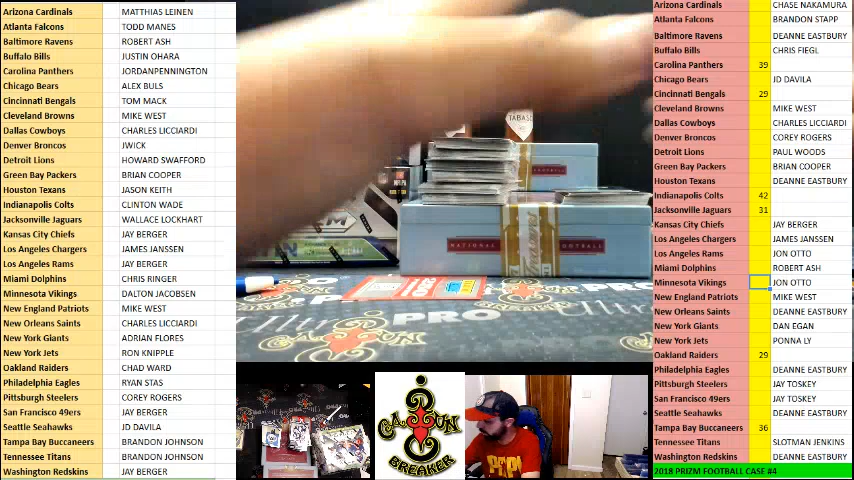 Arizona Cardinals MATTHIAS LEINEN
Atlanta Falcons TODD MANES
Baltimore Ravens ROBERT ASH
Buffalo Bills JUSTIN OHARA
Carolina Panthers JORDANPENNINGTON
Chicago Bears ALEX BULS
Cincinnati Bengals TOM MACK
Cleveland Browns MIKE WEST
Dallas Cowboys CHARLES LICCIARDI
Denver Broncos JWICK
Detroit Lions HOWARD SWAFFORD
Green Bay Packers BRIAN COOPER
Houston Texans JASON KEITH
Indianapolis Colts CLINTON WADE
Jacksonville Jaguars WALLACE LOCKHART
Kansas City Chiefs JAY BERGER
Los Angeles Chargers JAMES JANSSEN
Los Angeles Rams JAY BERGER
Miami Dolphins CHRIS RINGER
Minnesota Vikings DALTON JACOBSEN
New England Patriots MIKE WEST
New Orleans Saints CHARLES LICCIARDI
New York Giants ADRIAN FLORES
New York Jets RON KNIPPLE
Oakland Raiders CHAD WARD
Philadelphia Eagles RYAN STAS
Pittsburgh Steelers COREY ROGERS
San Francisco 49ers JAY BERGER
Seattle Seahawks JD DAVILA
Tampa Bay Buccaneers BRANDON JOHNSON
Tennessee Titans BRANDON JOHNSON
Washington Redskins JAY BERGER
TABASC
NATIONAL FOOTBALL
PRO
CAJUN
BREAKER
Arizona Cardinals CHASE NAKAMURA
Atlanta Falcons BRANDON STAPP
Baltimore Ravens DEANNE EASTBURY
Buffalo Bills CHRIS FIEGL
Carolina Panthers 39
Chicago Bears JD DAVILA
Cincinnati Bengals 29
Cleveland Browns MIKE WEST
Dallas Cowboys CHARLES LICCIARDI
Denver Broncos COREY ROGERS
Detroit Lions PAUL WOODS
Green Bay Packers BRIAN COOPER
Houston Texans DEANNE EASTBURY
Indianapolis Colts 42
Jacksonville Jaguars 31
Kansas City Chiefs JAY BERGER
Los Angeles Chargers JAMES JANSSEN
Los Angeles Rams JON OTTO
Miami Dolphins ROBERT ASH
Minnesota Vikings JON OTTO
New England Patriots MIKE WEST
New Orleans Saints DEANNE EASTBURY
New York Giants DAN EGAN
New York Jets PONNA LY
Oakland Raiders 29
Philadelphia Eagles DEANNE EASTBURY
Pittsburgh Steelers JAY TOSKEY
San Francisco 49ers JAY TOSKEY
Seattle Seahawks DEANNE EASTBURY
Tampa Bay Buccaneers 36
Tennessee Titans SLOTMAN JENKINS
Washington Redskins DEANNE EASTBURY
2018 PRIZM FOOTBALL CASE #4